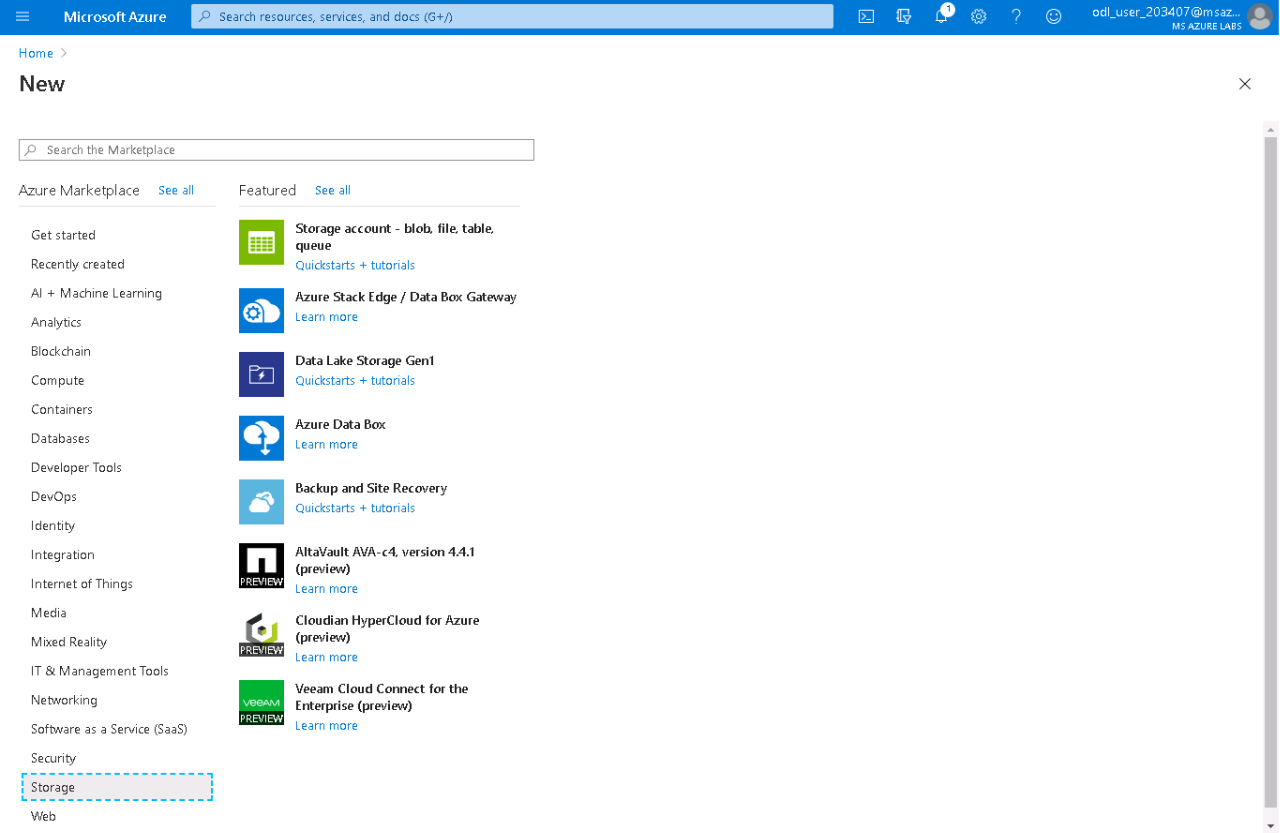 Microsoft Azure
Search resources, services, and docs (G+/)
1
odl_user_203407@msaz...
MS AZURE LABS
Home
New
Search the Marketplace
Azure Marketplace See all
Get started
Recently created
AI + Machine Learning
Analytics
Blockchain
Compute
Containers
Databases
Developer Tools
DevOps
Identity
Integration
Internet of Things
Media
Mixed Reality
IT & Management Tools
Networking
Software as a Service (SaaS)
Security
Storage
Web
Featured See all
Storage account - blob, file, table,
queue
Quickstarts + tutorials
Azure Stack Edge / Data Box Gateway
Learn more
Data Lake Storage Gen1
Quickstarts + tutorials
Azure Data Box
Learn more
Backup and Site Recovery
Quickstarts + tutorials
PREVIEW
AltaVault AVA-c4, version 4.4.1
(preview)
Learn more
PREVIEW
Cloudian HyperCloud for Azure
(preview)
Learn more
veeAM
PREVIEW
Veeam Cloud Connect for the
Enterprise (preview)
Learn more